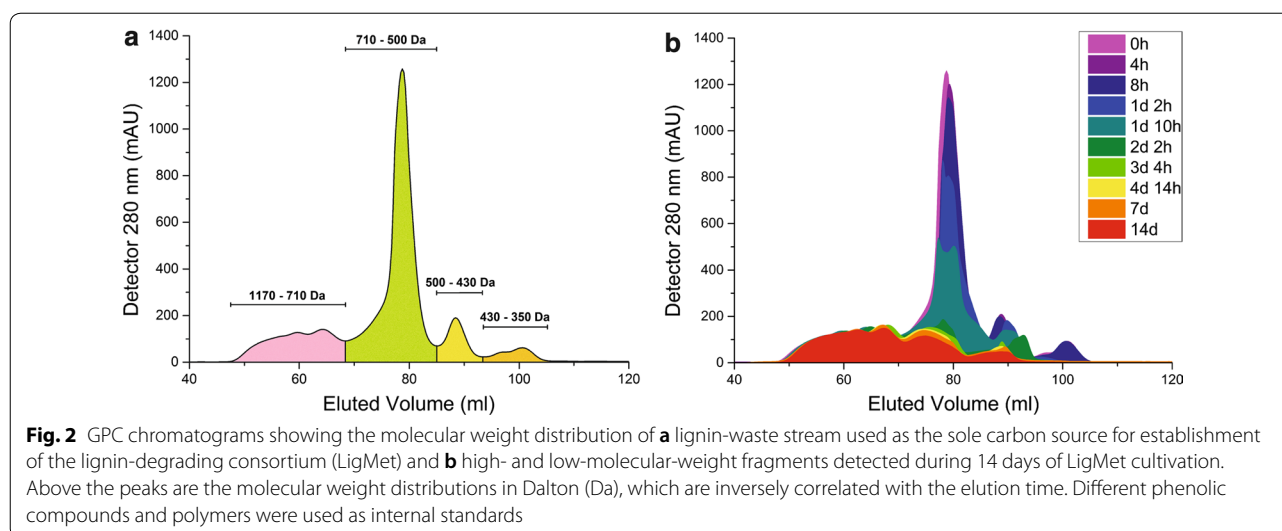 a
710 - 500 Da
1170 - 710 Da
500 - 430 Da
430 - 350 Da
1400
1200
1000
800
600
400
200
0
Detector 280 nm (mAU)
40 60 80 100 120
Eluted Volume (ml)
b
1400
1200
1000
800
600
400
200
0
Detector 280 nm (mAU)
40 60 80 100 120
Eluted Volume (ml)
0h
4h
8h
1d 2h
1d 10h
2d 2h
3d 4h
4d 14h
7d
14d
Fig. 2 GPC chromatograms showing the molecular weight distribution of a lignin-waste stream used as the sole carbon source for establishment
of the lignin-degrading consortium (LigMet) and b high- and low-molecular-weight fragments detected during 14 days of LigMet cultivation.
Above the peaks are the molecular weight distributions in Dalton (Da), which are inversely correlated with the elution time. Different phenolic
compounds and polymers were used as internal standards